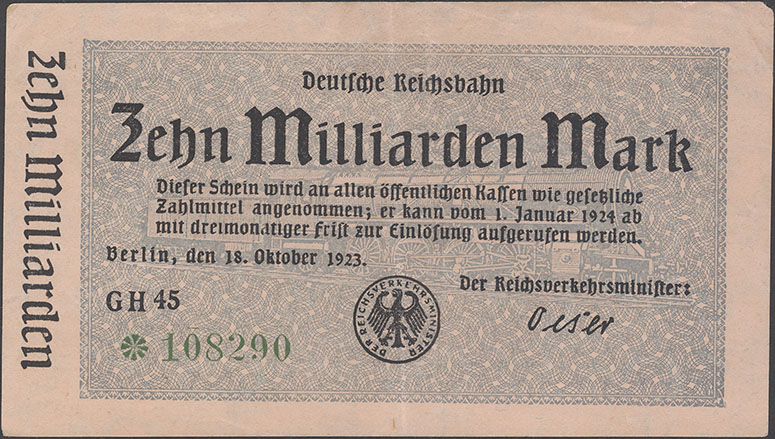 Deutsche Reichsbahn
Zehn Milliarden Mark
Dieser Schein wird an allen öffentlichen Kassen wie gesetzliche
Zahlmittel angenommen; er kann vom 1. Januar 1924 ab
mit dreimonatiger Frist zur Einlösung aufgerufen werden.
Berlin, den 18. Oktober 1923.
Der Reichsverkehrsminister:
GH 45
Oeser
* 108290
DER REICHSVERKEHRSMINISTER
Zehn Milliarden